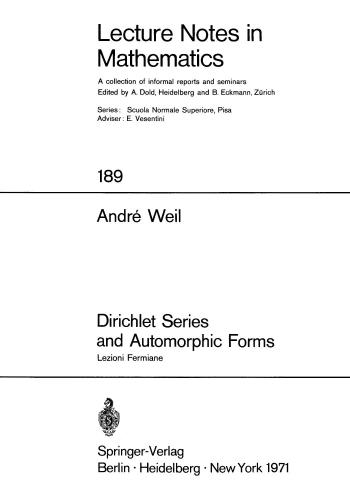 Lecture Notes in
Mathematics
A collection of informal reports and seminars
Edited by A. Dold, Heidelberg and B. Eckmann, Zürich
Series: Scuola Normale Superiore, Pisa
Adviser: E. Vesentini
189
André Weil
Dirichlet Series
and Automorphic Forms
Lezioni Fermiane
Springer-Verlag
Berlin · Heidelberg · New York 1971